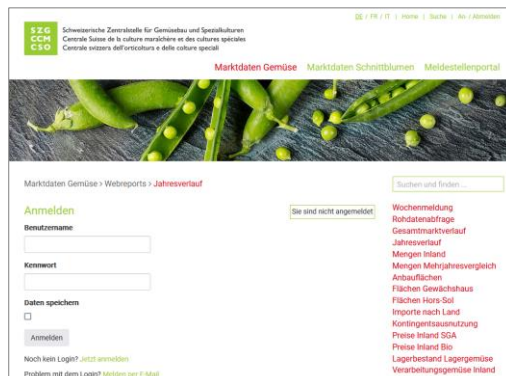 DE / FR / IT | Home | Suche | An / Abmelden
SZG
CCM
CSO
Schweizerische Zentralstelle für Gemüsebau und Spezialkulturen
Centrale Suisse de la culture maraîchère et des cultures spéciales
Centrale svizzera dell'orticoltura e delle colture speciali
Marktdaten Gemüse Marktdaten Schnittblumen Meldestellenportal
Marktdaten Gemüse > Webreports > Jahresverlauf
Suchen und finden ...
Anmelden
Sie sind nicht angemeldet
Benutzername
Kennwort
Daten speichern
Anmelden
Noch kein Login? Jetzt anmelden
Problem mit dem Login? Melden per E-Mail
Wochenmeldung
Rohdatenabfrage
Gesamtmarktverlauf
Jahresverlauf
Mengen Inland
Mengen Mehrjahresvergleich
Anbauflächen
Flächen Gewächshaus
Flächen Hors-Sol
Importe nach Land
Kontingentsausnutzung
Preise Inland SGA
Preise Inland Bio
Lagerbestand Lagergemüse
Verarbeitungsgemüse Inland